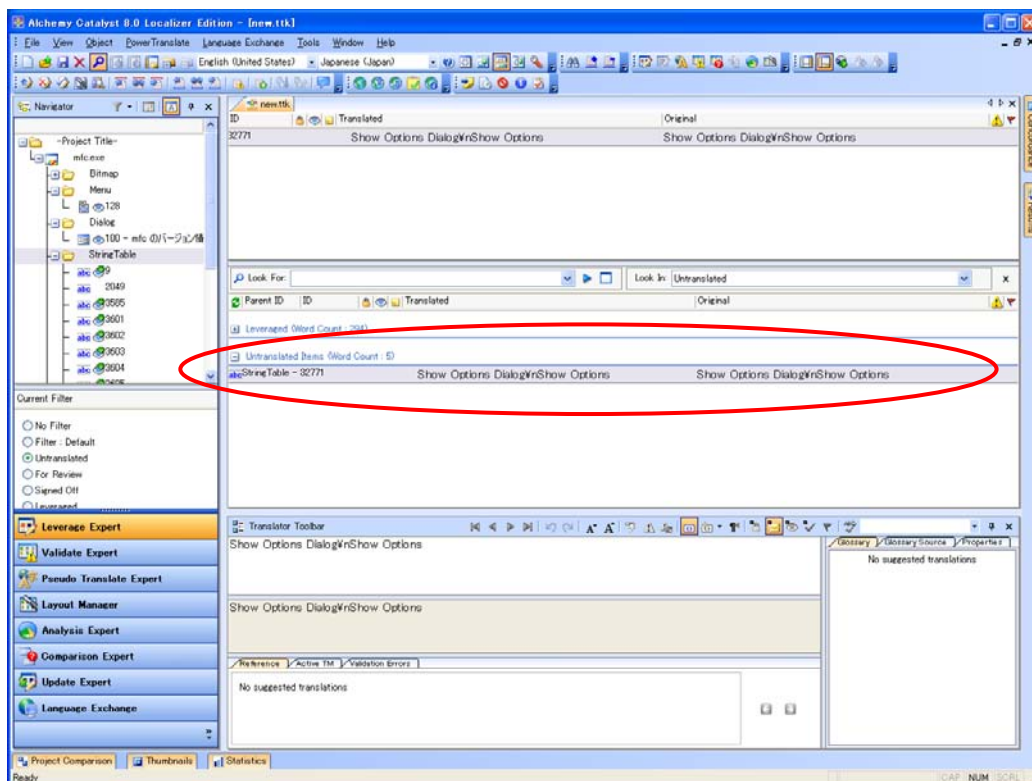 Alchemy Catalyst 8.0 Localizer Edition - [new.ttk]
File View Object PowerTranslate Language Exchange Tools Window Help
English (United States) Japanese (Japan)
Navigator
new.ttk
ID Translated Original
32771 Show Options Dialog¥nShow Options Show Options Dialog¥nShow Options
-Project Title-
mfc.exe
Bitmap
Menu
128
Dialog
100 - mfc のバージョン情
StringTable
9
2049
3585
3601
3602
3603
3604
Look For: Look In: Untranslated
Parent ID ID Translated Original
Leveraged (Word Count : 294)
Untranslated Items (Word Count : 5)
StringTable - 32771 Show Options Dialog¥nShow Options Show Options Dialog¥nShow Options
Current Filter
No Filter
Filter : Default
Untranslated
For Review
Signed Off
Leveraged
Leverage Expert
Validate Expert
Pseudo Translate Expert
Layout Manager
Analysis Expert
Comparison Expert
Update Expert
Language Exchange
Translator Toolbar
Show Options Dialog¥nShow Options
Glossary Glossary Source Properties
No suggested translations
Show Options Dialog¥nShow Options
Reference Active TM Validation Errors
No suggested translations
Project Comparison Thumbnails Statistics
Ready CAP NUM SCRL